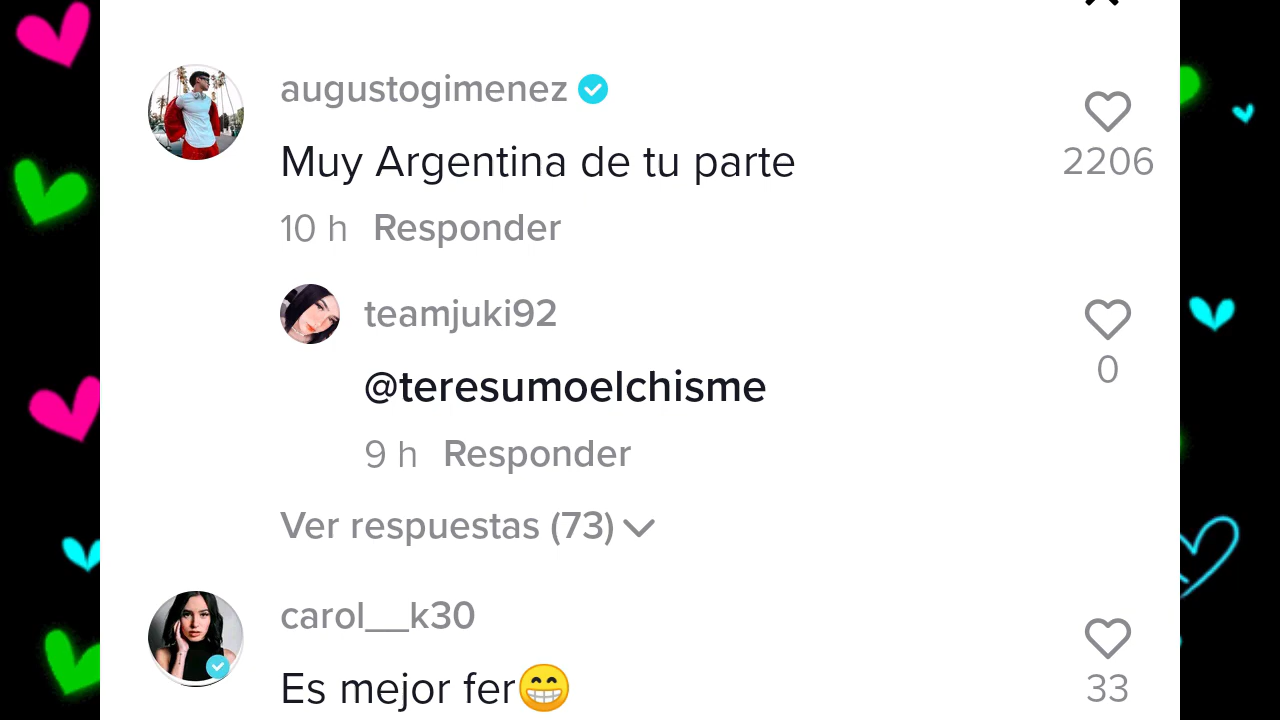 augustogimenez
2206
Muy Argentina de tu parte
10 h Responder
teamjuki92
0
@teresumoelchisme
9 h Responder
Ver respuestas (73)
carol__k30
33
Es mejor fer😁